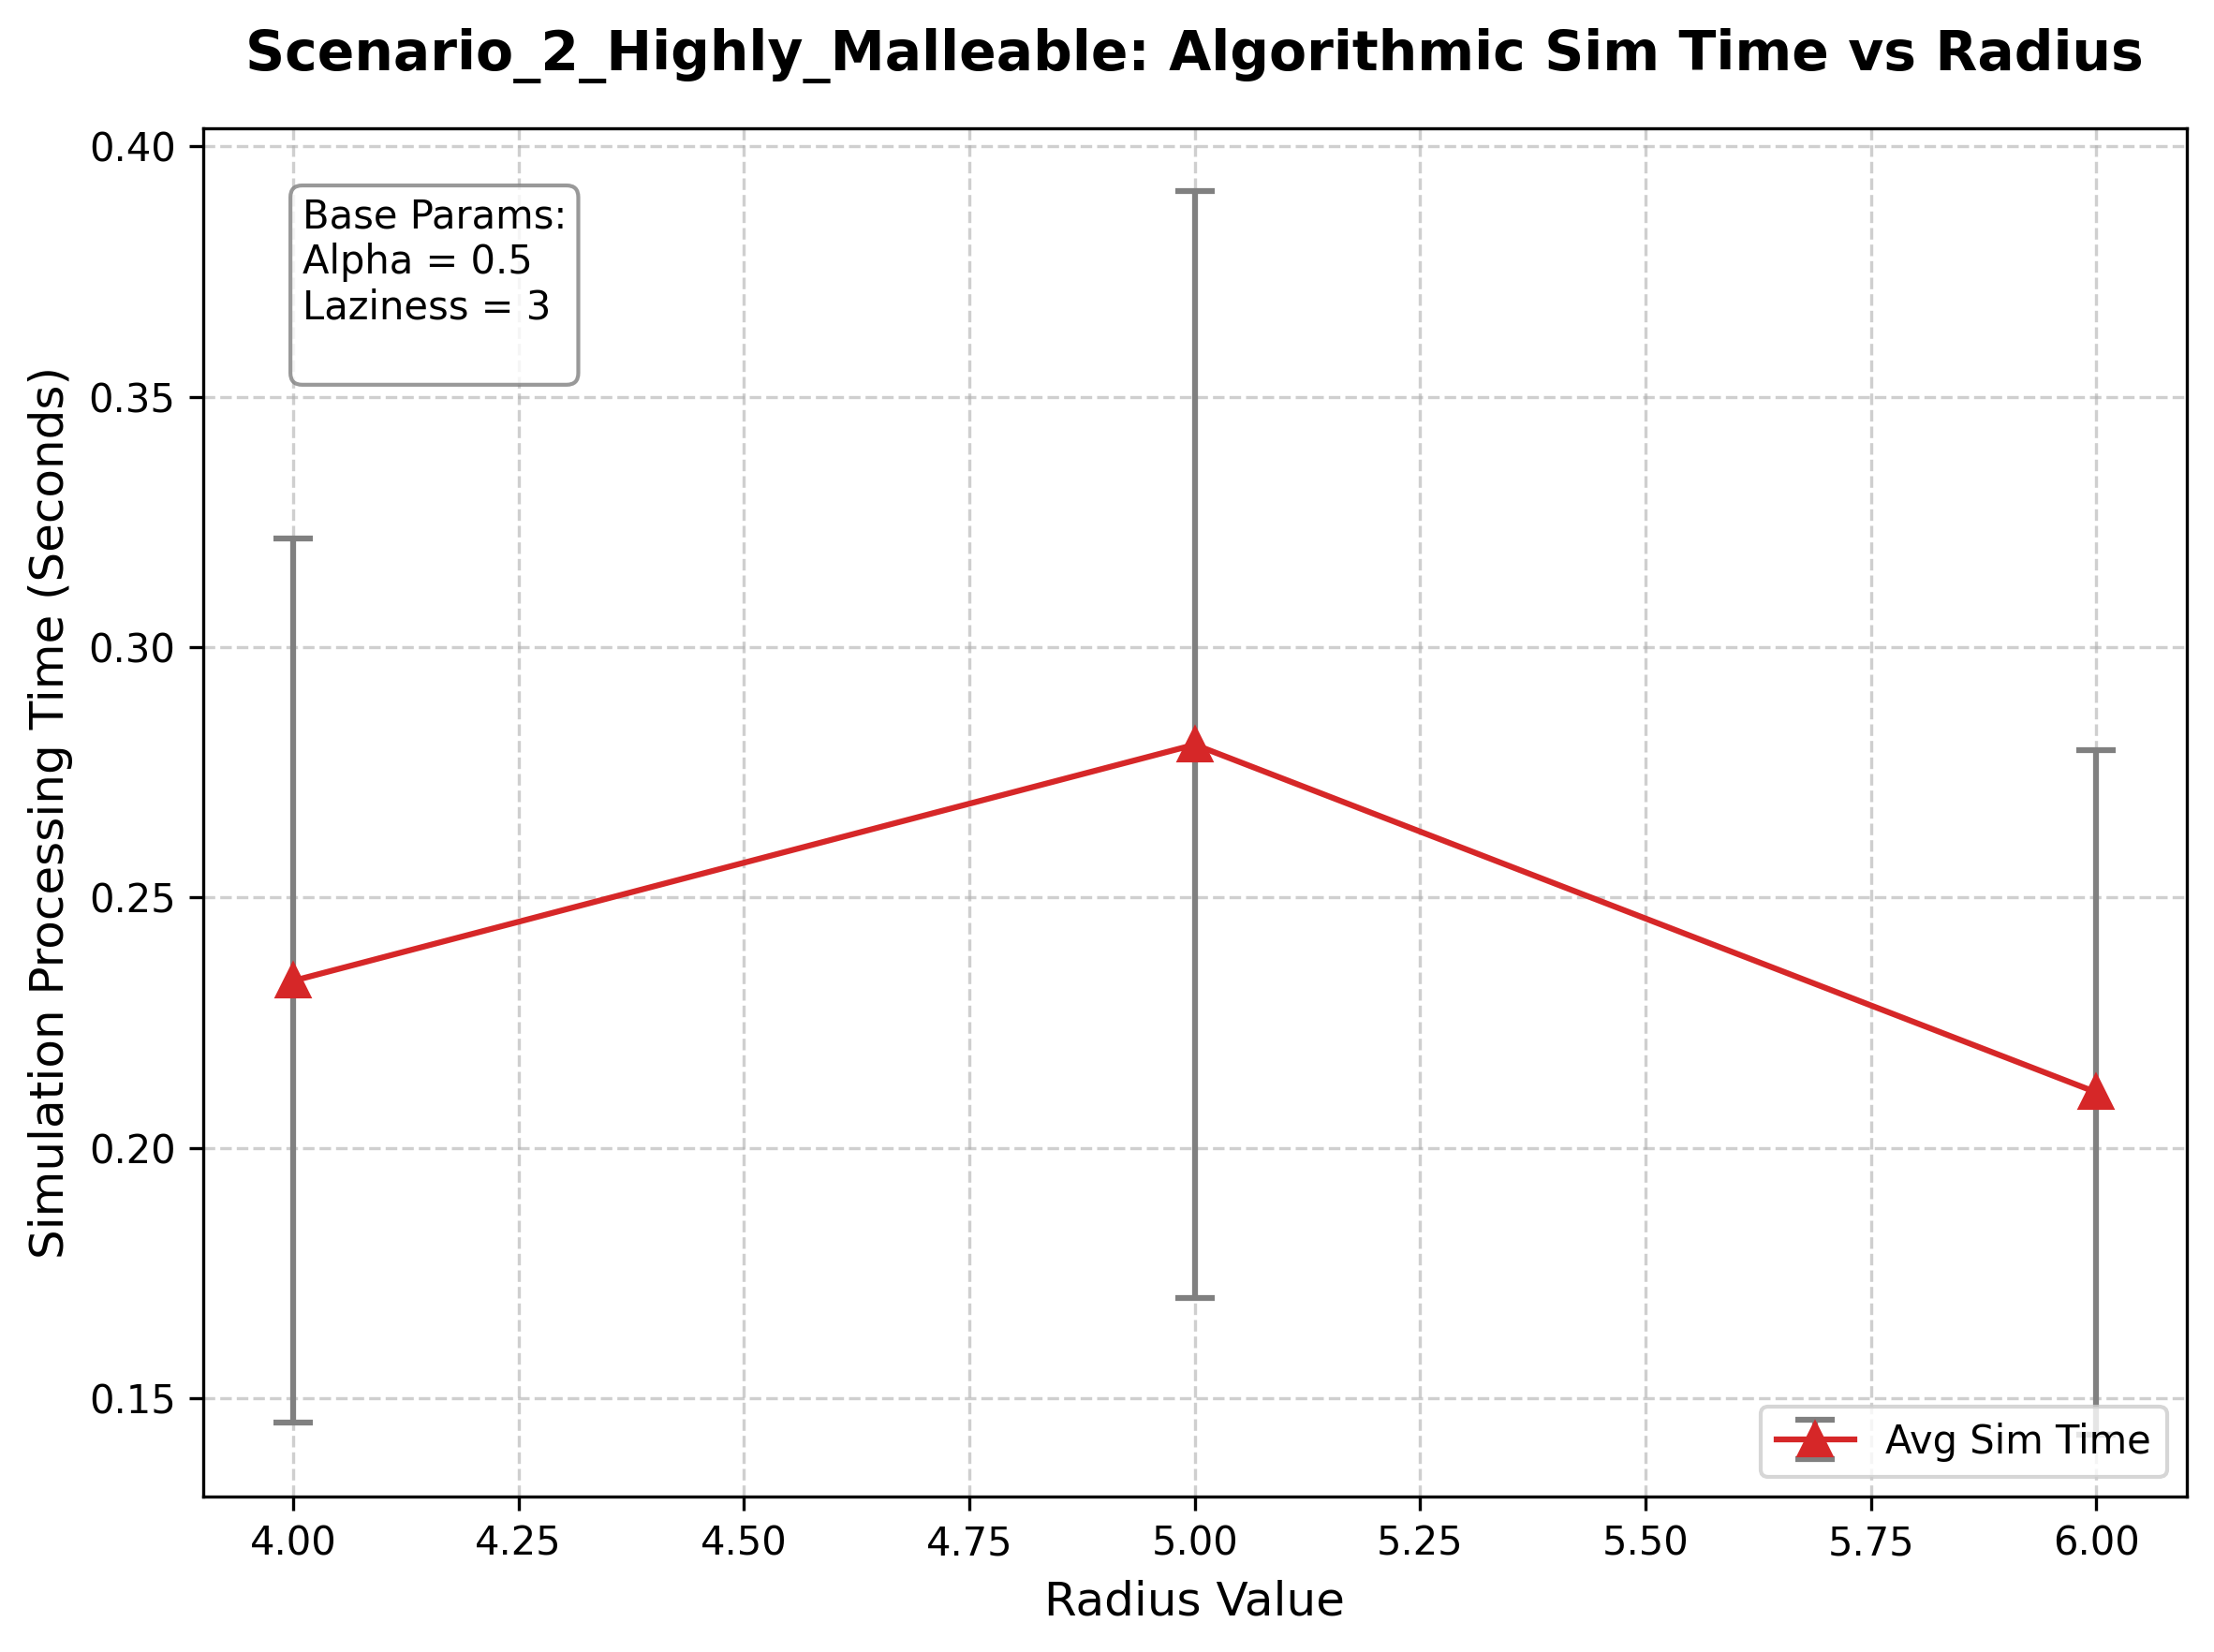 Scenario_2_Highly_Malleable: Algorithmic Sim Time vs Radius
Simulation Processing Time (Seconds)
0.40
0.35
0.30
0.25
0.20
0.15
Base Params:
Alpha = 0.5
Laziness = 3
Avg Sim Time
4.00 4.25 4.50 4.75 5.00 5.25 5.50 5.75 6.00
Radius Value